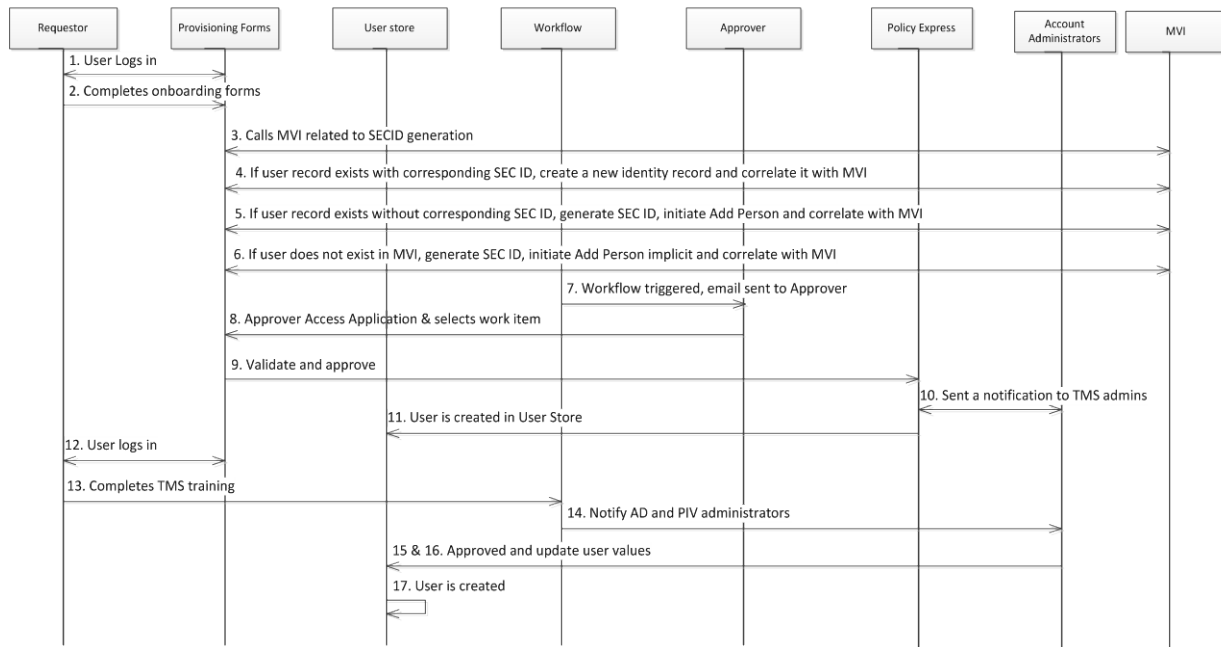 Requestor
Provisioning Forms
User store
Workflow
Approver
Policy Express
Account
Administrators
MVI
1. User Logs in
2. Completes onboarding forms
3. Calls MVI related to SECID generation
4. If user record exists with corresponding SEC ID, create a new identity record and correlate it with MVI
5. If user record exists without corresponding SEC ID, generate SEC ID, initiate Add Person and correlate with MVI
6. If user does not exist in MVI, generate SEC ID, initiate Add Person implicit and correlate with MVI
7. Workflow triggered, email sent to Approver
8. Approver Access Application & selects work item
9. Validate and approve
10. Sent a notification to TMS admins
11. User is created in User Store
12. User logs in
13. Completes TMS training
14. Notify AD and PIV administrators
15 & 16. Approved and update user values
17. User is created